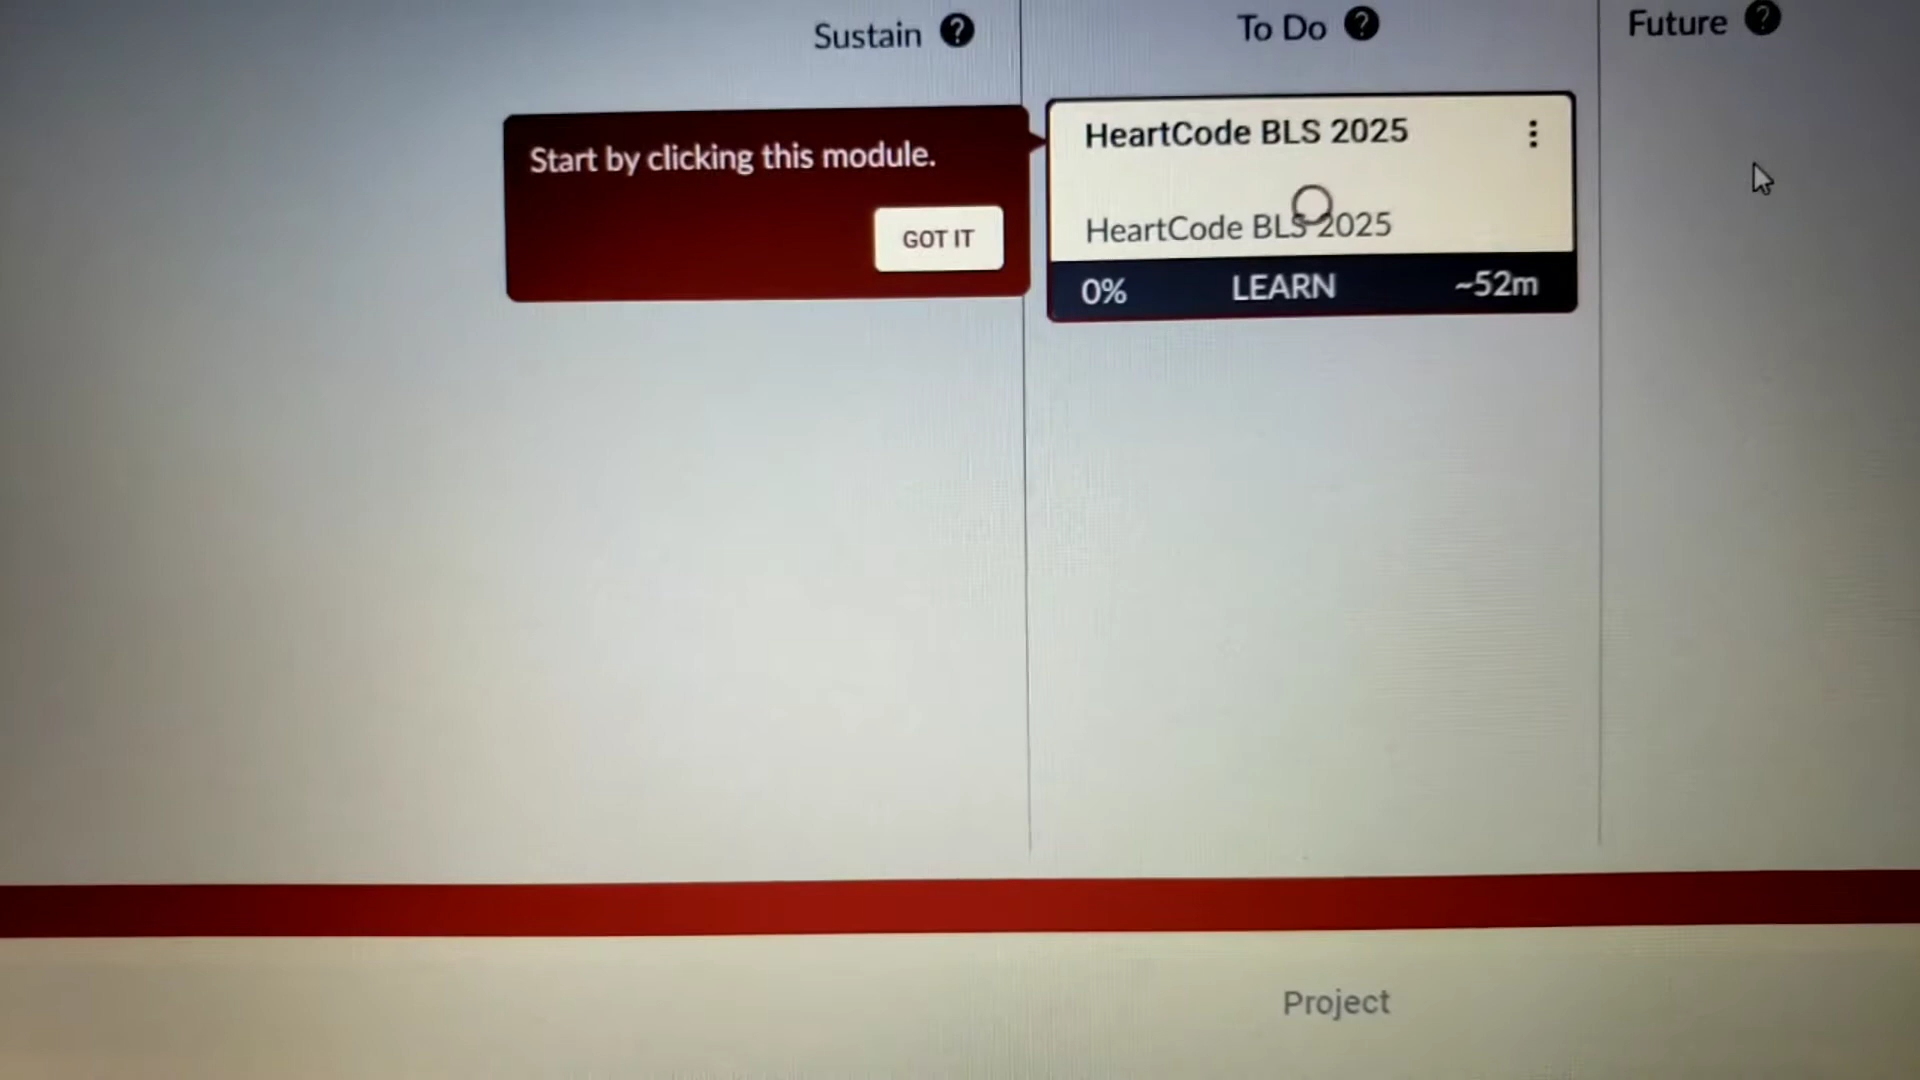 Sustain ?
To Do ?
Future ?
Start by clicking this module.
GOT IT
HeartCode BLS 2025
HeartCode BLS 2025
0% LEARN ~52m
Project